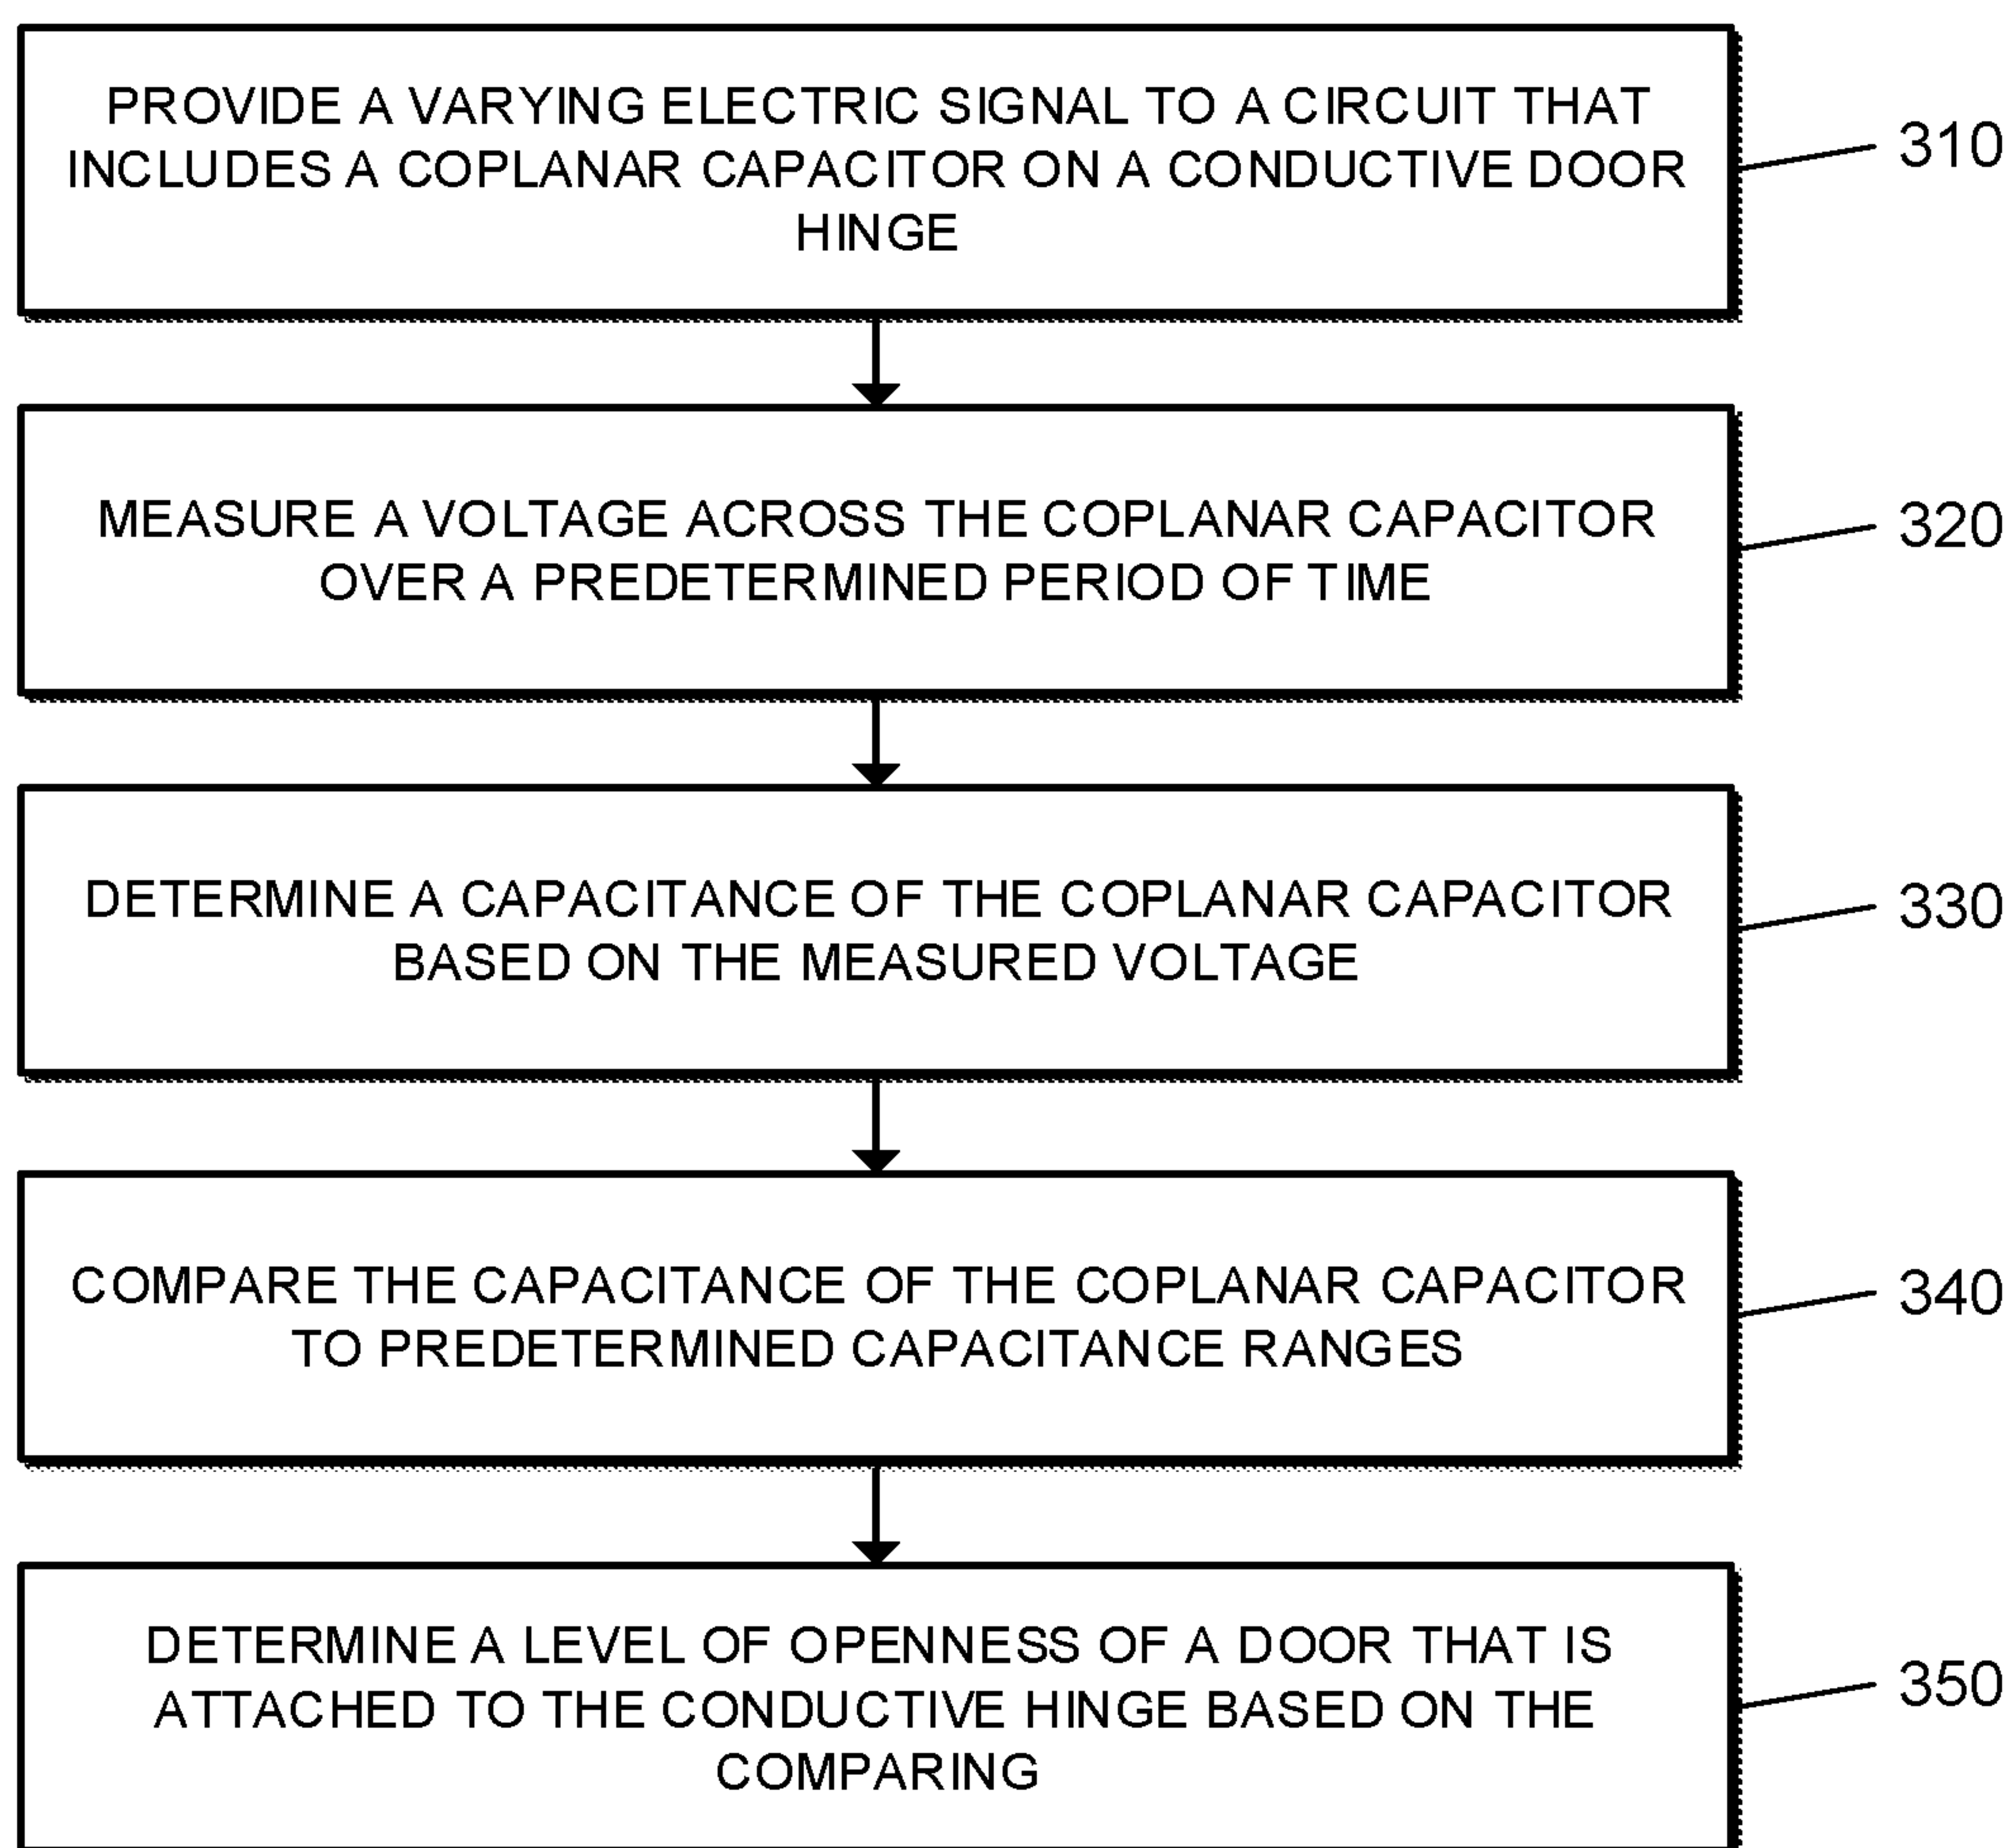 PROVIDE A VARYING ELECTRIC SIGNAL TO A CIRCUIT THAT
INCLUDES A COPLANAR CAPACITOR ON A CONDUCTIVE DOOR
HINGE
310
MEASURE A VOLTAGE ACROSS THE COPLANAR CAPACITOR
OVER A PREDETERMINED PERIOD OF TIME
320
DETERMINE A CAPACITANCE OF THE COPLANAR CAPACITOR
BASED ON THE MEASURED VOLTAGE
330
COMPARE THE CAPACITANCE OF THE COPLANAR CAPACITOR
TO PREDETERMINED CAPACITANCE RANGES
340
DETERMINE A LEVEL OF OPENNESS OF A DOOR THAT IS
ATTACHED TO THE CONDUCTIVE HINGE BASED ON THE
COMPARING
350